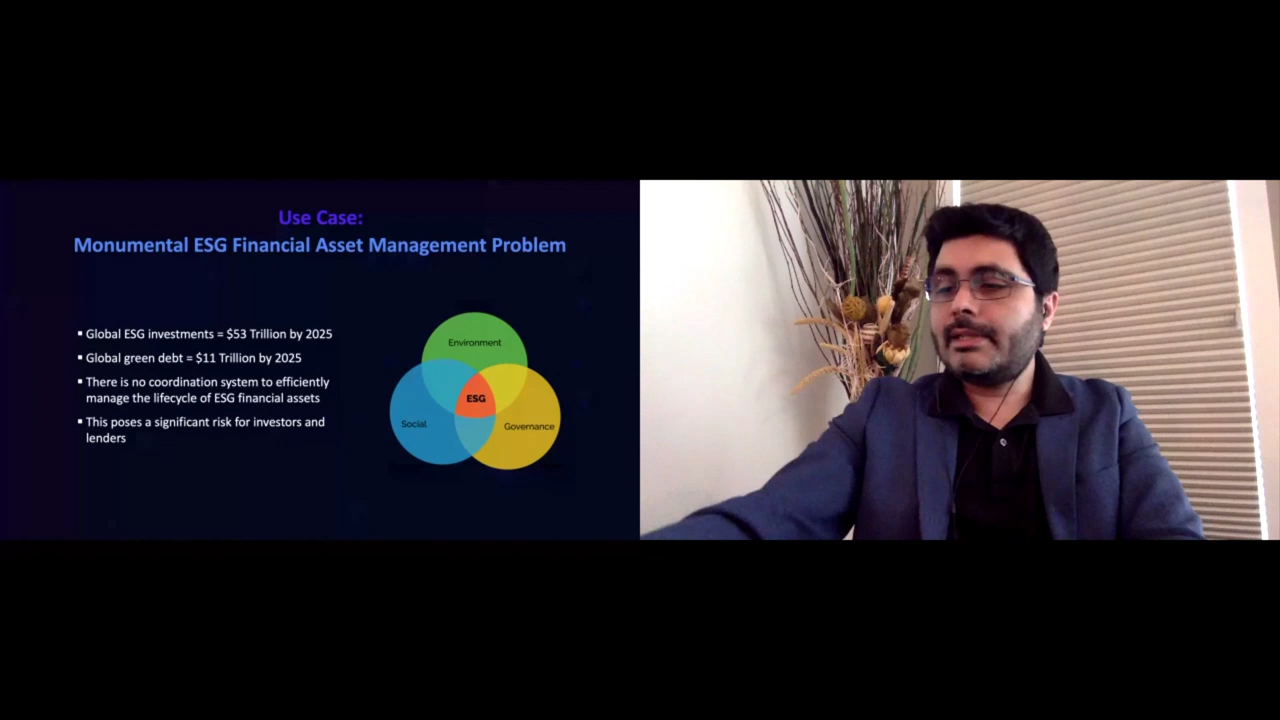 Use Case:
Monumental ESG Financial Asset Management Problem
▪ Global ESG investments = $53 Trillion by 2025
▪ Global green debt = $11 Trillion by 2025
▪ There is no coordination system to efficiently
manage the lifecycle of ESG financial assets
▪ This poses a significant risk for investors and
lenders
Environment
ESG
Social
Governance